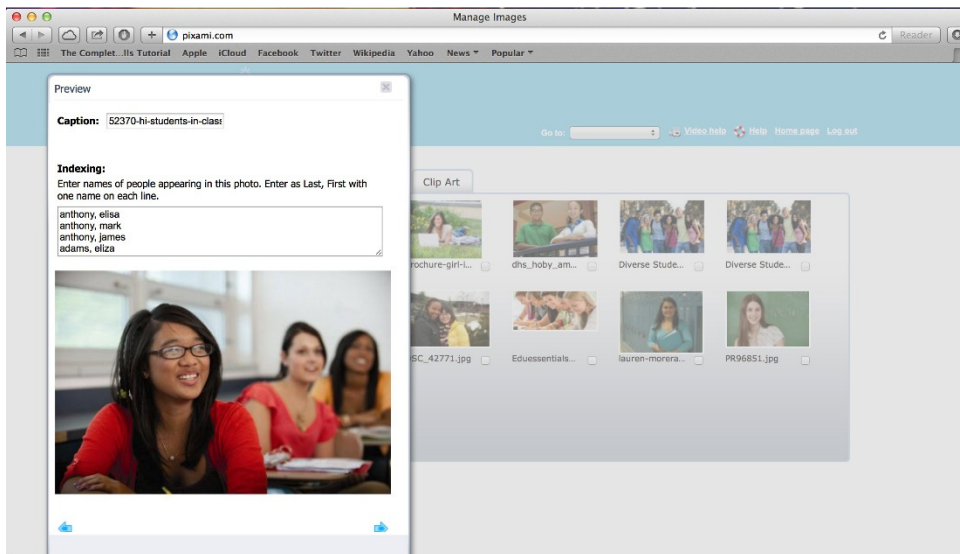 Manage Images
pixami.com
Reader
The Complet...lls Tutorial Apple iCloud Facebook Twitter Wikipedia Yahoo News Popular
Preview
Caption: 52370-hi-students-in-class
Go to: Video help Help Home page Log out
Indexing:
Enter names of people appearing in this photo. Enter as Last, First with
one name on each line.
Clip Art
anthony, elisa
anthony, mark
anthony, james
adams, eliza
rochure-girl-i... dhs_hoby_am... Diverse Stude... Diverse Stude...
SC_42771.jpg Eduessentials... lauren-morera... PR96851.jpg